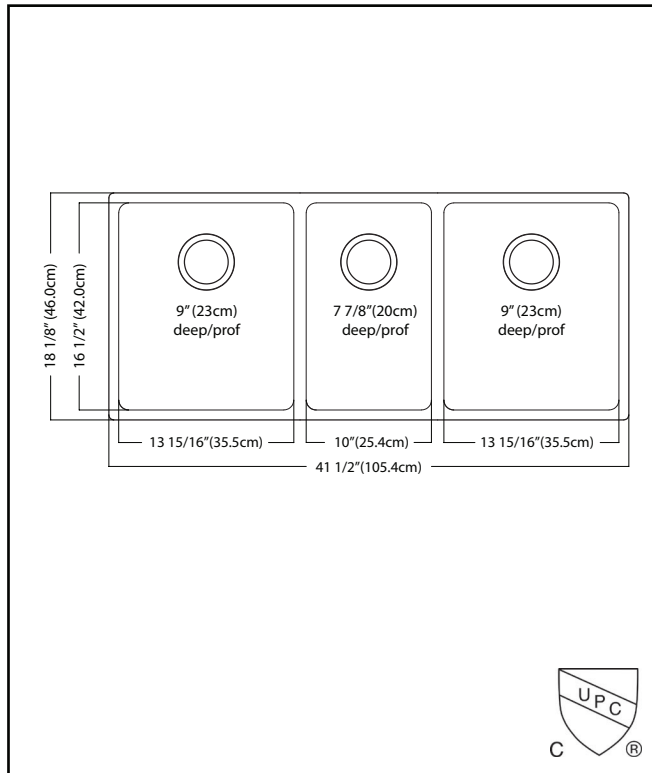 18 1/8” (46.0cm)
16 1/2” (42.0cm)
9” (23cm)
deep/prof
7 7/8”(20cm)
deep/prof
9” (23cm)
deep/prof
13 15/16”(35.5cm)
10”(25.4cm)
13 15/16”(35.5cm)
41 1/2”(105.4cm)
UPC
C ®